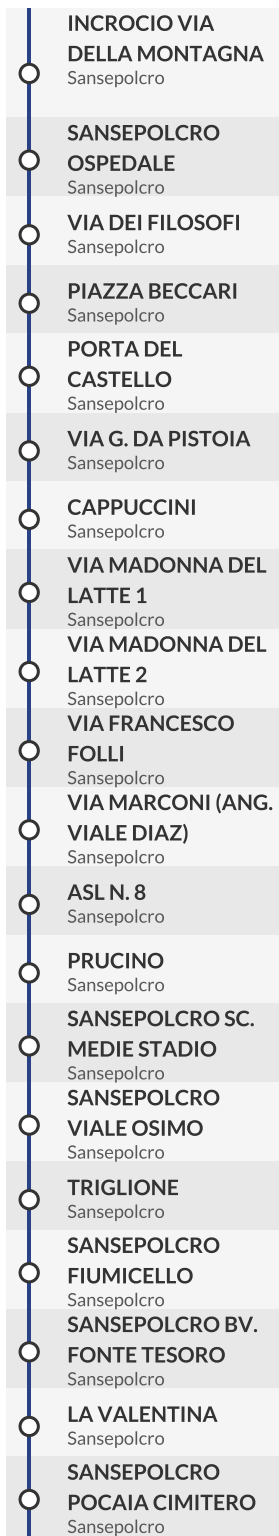 INCROCIO VIA
DELLA MONTAGNA
Sansepolcro
SANSEPOLCRO
OSPEDALE
Sansepolcro
VIA DEI FILOSOFI
Sansepolcro
PIAZZA BECCARI
Sansepolcro
PORTA DEL
CASTELLO
Sansepolcro
VIA G. DA PISTOIA
Sansepolcro
CAPPUCCINI
Sansepolcro
VIA MADONNA DEL
LATTE 1
Sansepolcro
VIA MADONNA DEL
LATTE 2
Sansepolcro
VIA FRANCESCO
FOLLI
Sansepolcro
VIA MARCONI (ANG.
VIALE DIAZ)
Sansepolcro
ASL N. 8
Sansepolcro
PRUCINO
Sansepolcro
SANSEPOLCRO SC.
MEDIE STADIO
Sansepolcro
SANSEPOLCRO
VIALE OSIMO
Sansepolcro
TRIGLIONE
Sansepolcro
SANSEPOLCRO
FIUMICELLO
Sansepolcro
SANSEPOLCRO BV.
FONTE TESORO
Sansepolcro
LA VALENTINA
Sansepolcro
SANSEPOLCRO
POCAIA CIMITERO
Sansepolcro